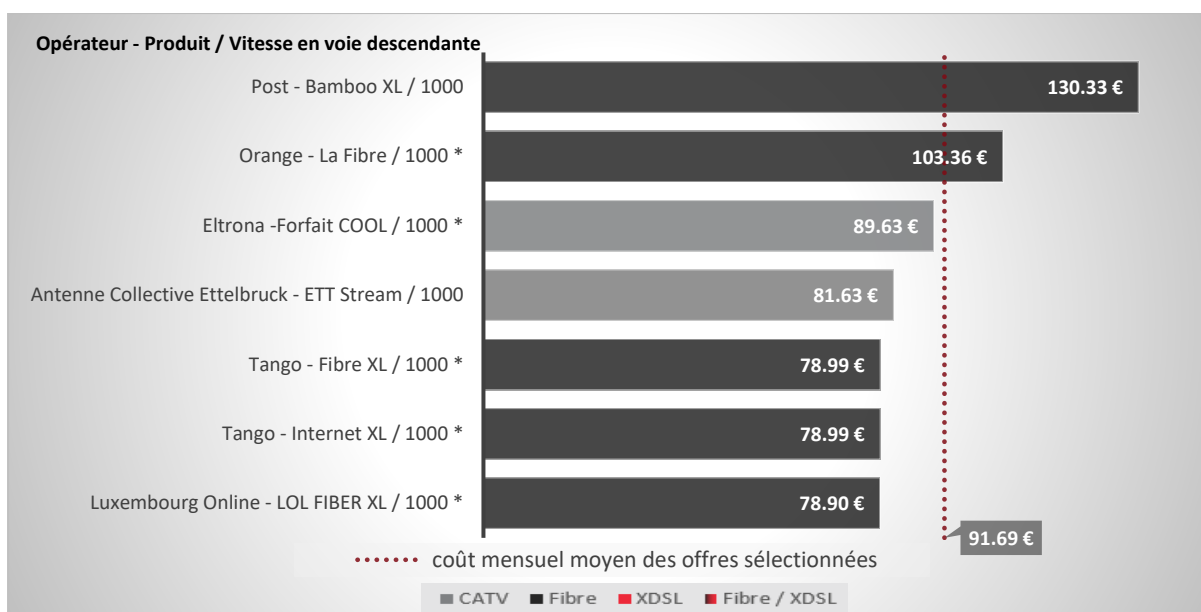 Opérateur - Produit / Vitesse en voie descendante
Post - Bamboo XL / 1000
130.33 €
Orange - La Fibre / 1000 *
103.36 €
Eltrona -Forfait COOL / 1000 *
89.63 €
Antenne Collective Ettelbruck - ETT Stream / 1000
81.63 €
Tango - Fibre XL / 1000 *
78.99 €
Tango - Internet XL / 1000 *
78.99 €
Luxembourg Online - LOL FIBER XL / 1000 *
78.90 €
91.69 €
coût mensuel moyen des offres sélectionnées
CATV Fibre XDSL Fibre / XDSL